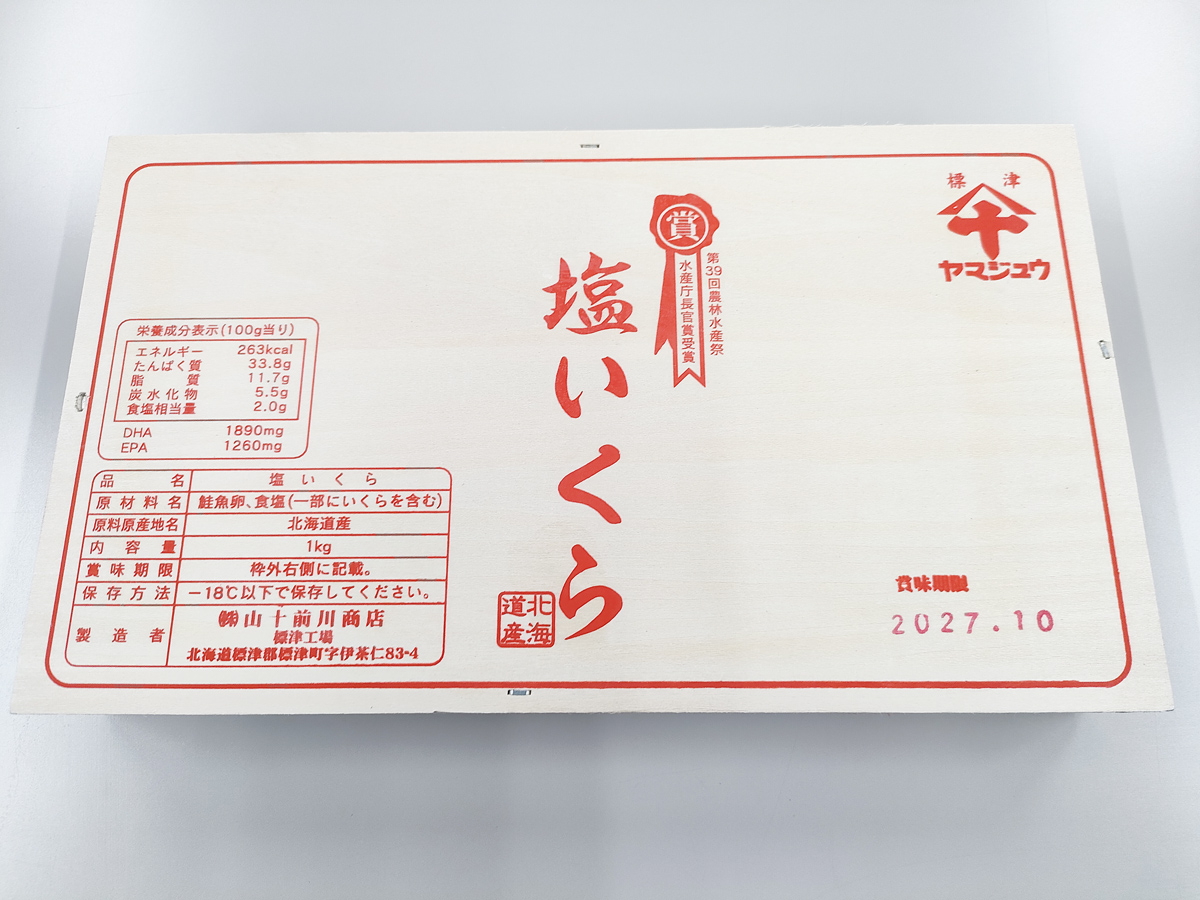 標津
ヤマジュウ
賞
第39回農林水産祭
水産庁長官賞受賞
塩いくら
北海道産
栄養成分表示(100g当り)
エネルギー 263kcal
たんぱく質 33.8g
脂質 11.7g
炭水化物 5.5g
食塩相当量 2.0g
DHA 1890mg
EPA 1260mg
品名 塩いくら
原材料名 鮭魚卵、食塩(一部にいくらを含む)
原料原産地名 北海道産
内容量 1kg
賞味期限 枠外右側に記載。
保存方法 −18℃以下で保存してください。
製造者 ㈱山十前川商店
標津工場
北海道標津郡標津町字伊茶仁83-4
賞味期限
2027.10